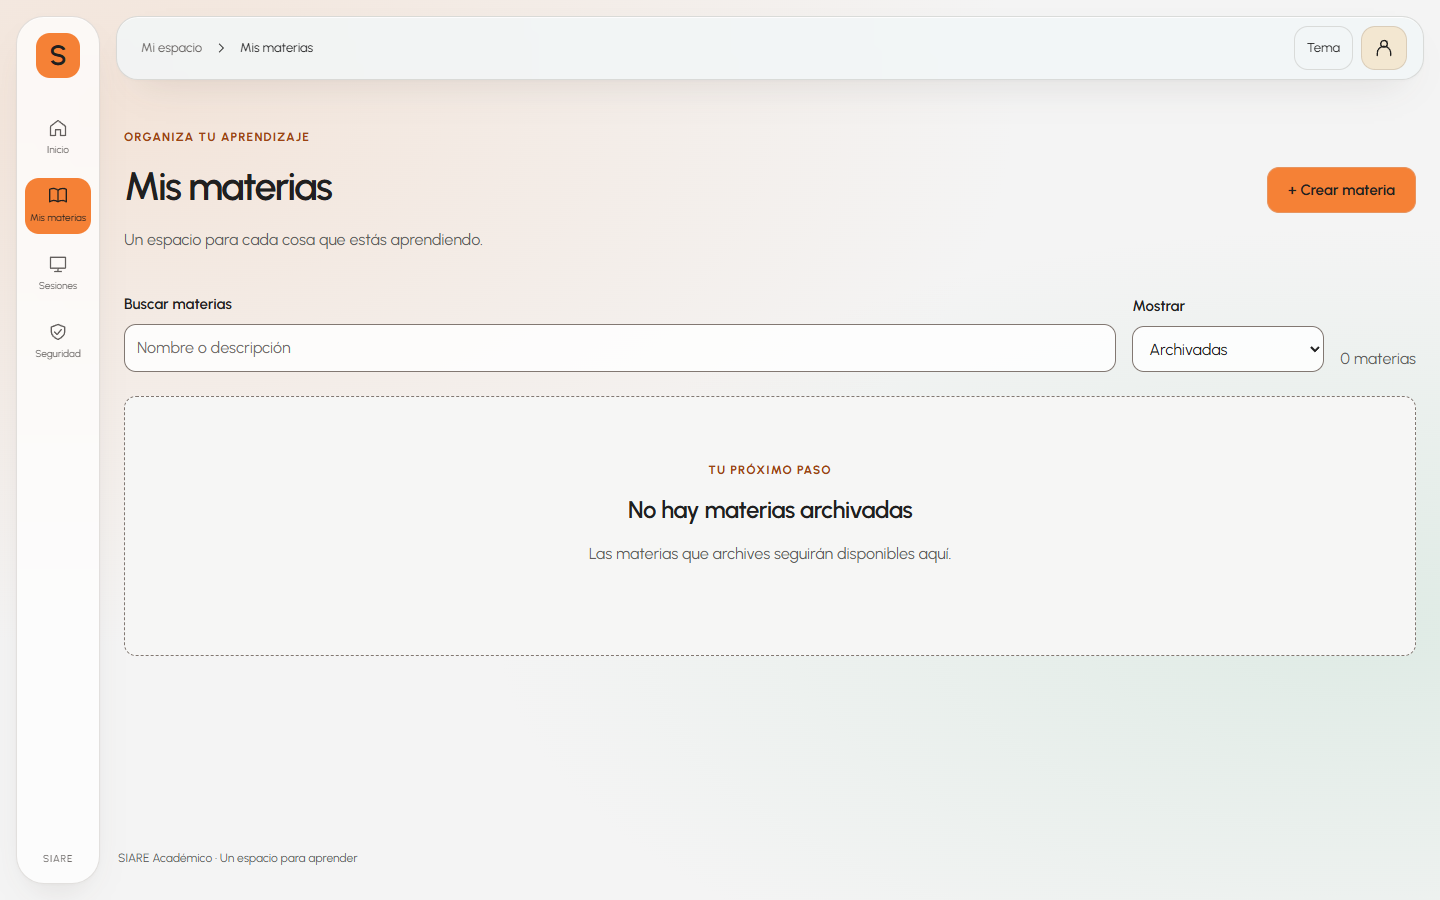 S
Inicio
Mis materias
Sesiones
Seguridad
SIARE
Mi espacio > Mis materias
Tema
ORGANIZA TU APRENDIZAJE
Mis materias
+ Crear materia
Un espacio para cada cosa que estás aprendiendo.
Buscar materias
Nombre o descripción
Mostrar
Archivadas
0 materias
TU PRÓXIMO PASO
No hay materias archivadas
Las materias que archives seguirán disponibles aquí.
SIARE Académico · Un espacio para aprender